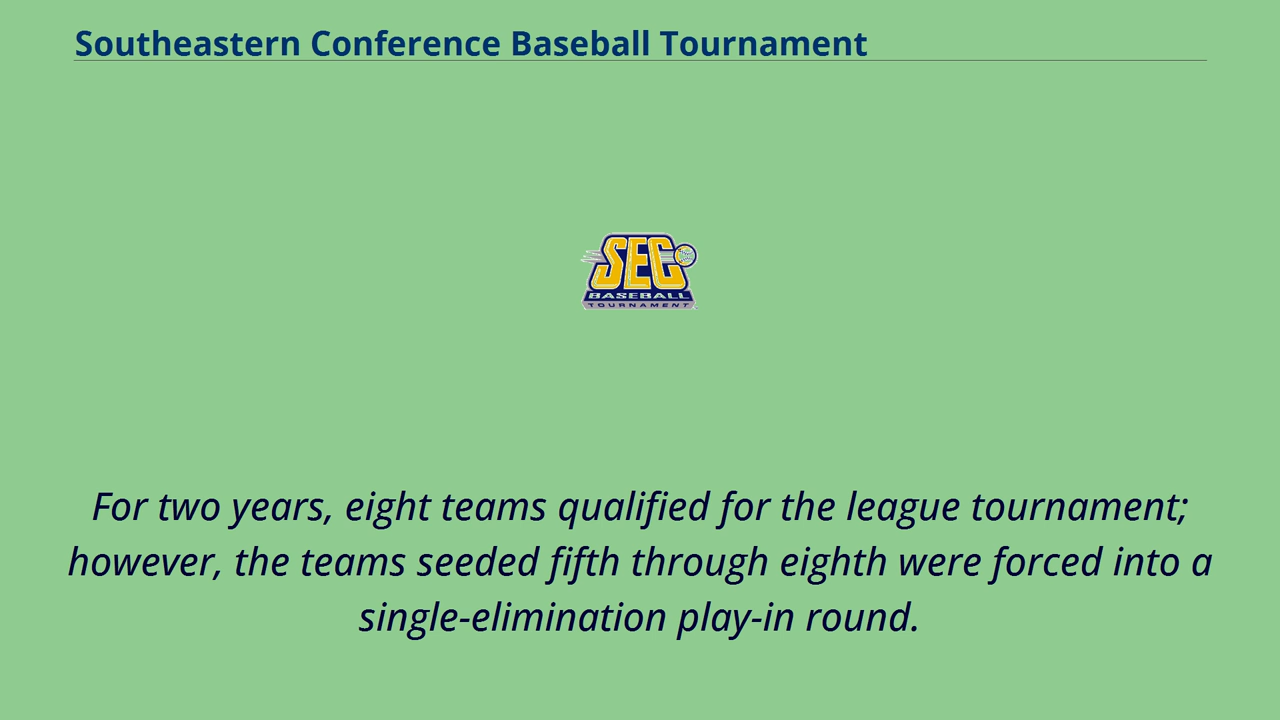 Southeastern Conference Baseball Tournament
SEC
BASEBALL
TOURNAMENT
For two years, eight teams qualified for the league tournament;
however, the teams seeded fifth through eighth were forced into a
single-elimination play-in round.